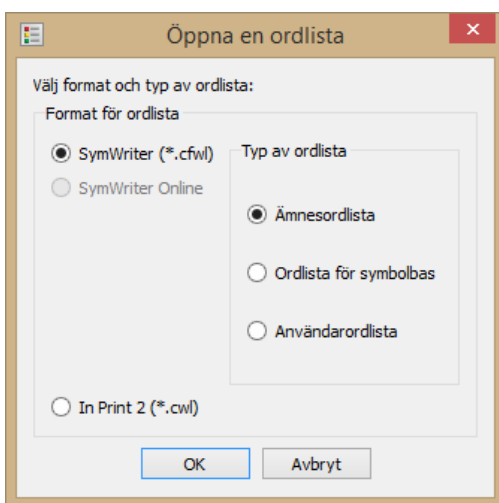 Öppna en ordlista
Välj format och typ av ordlista:
Format för ordlista
SymWriter (*.cfwl)
SymWriter Online
Typ av ordlista
Ämnesordlista
Ordlista för symbolbas
Användarordlista
In Print 2 (*.cwl)
OK
Avbryt